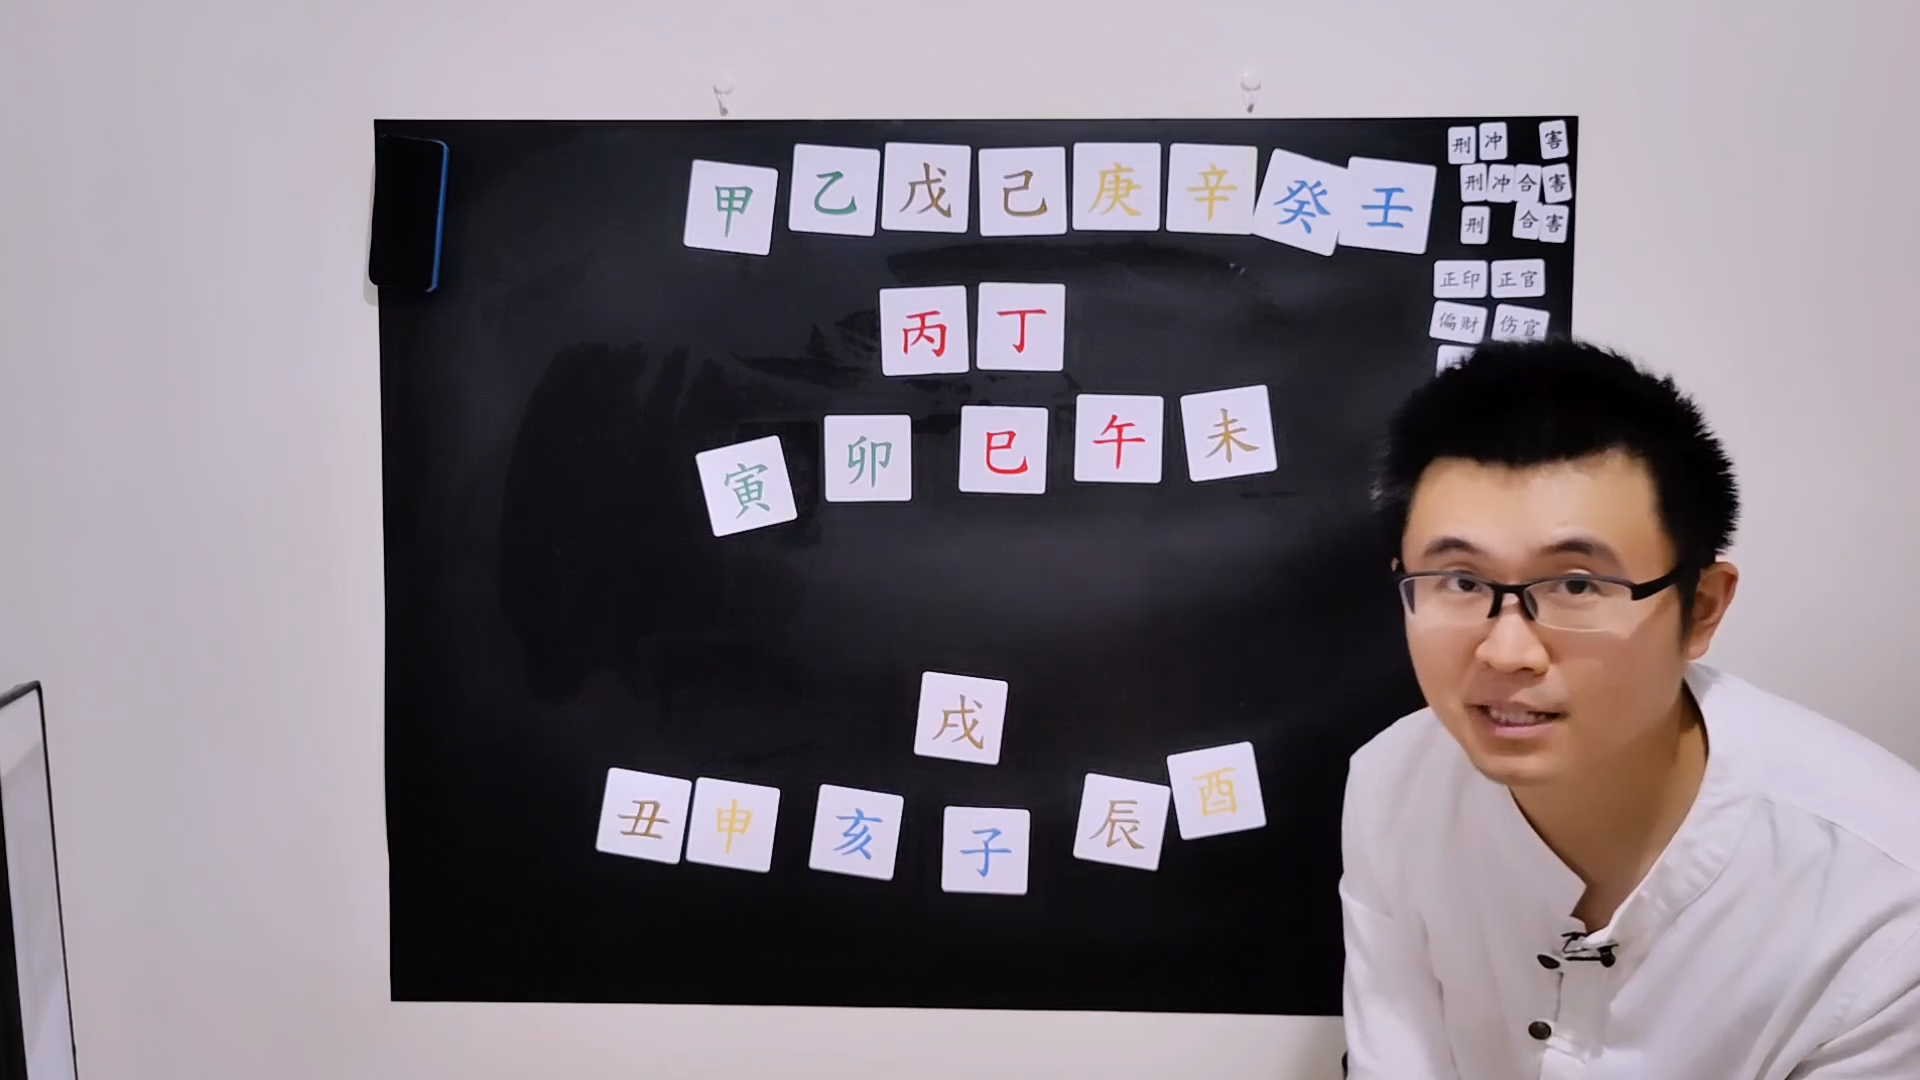 甲 乙 戊 己 庚 辛 癸 壬
丙 丁
寅 卯 巳 午 未
戌
丑 申 亥 子 辰 酉
刑 冲 害
刑 冲 合 害
刑 合 害
正印 正官
偏财 伤官